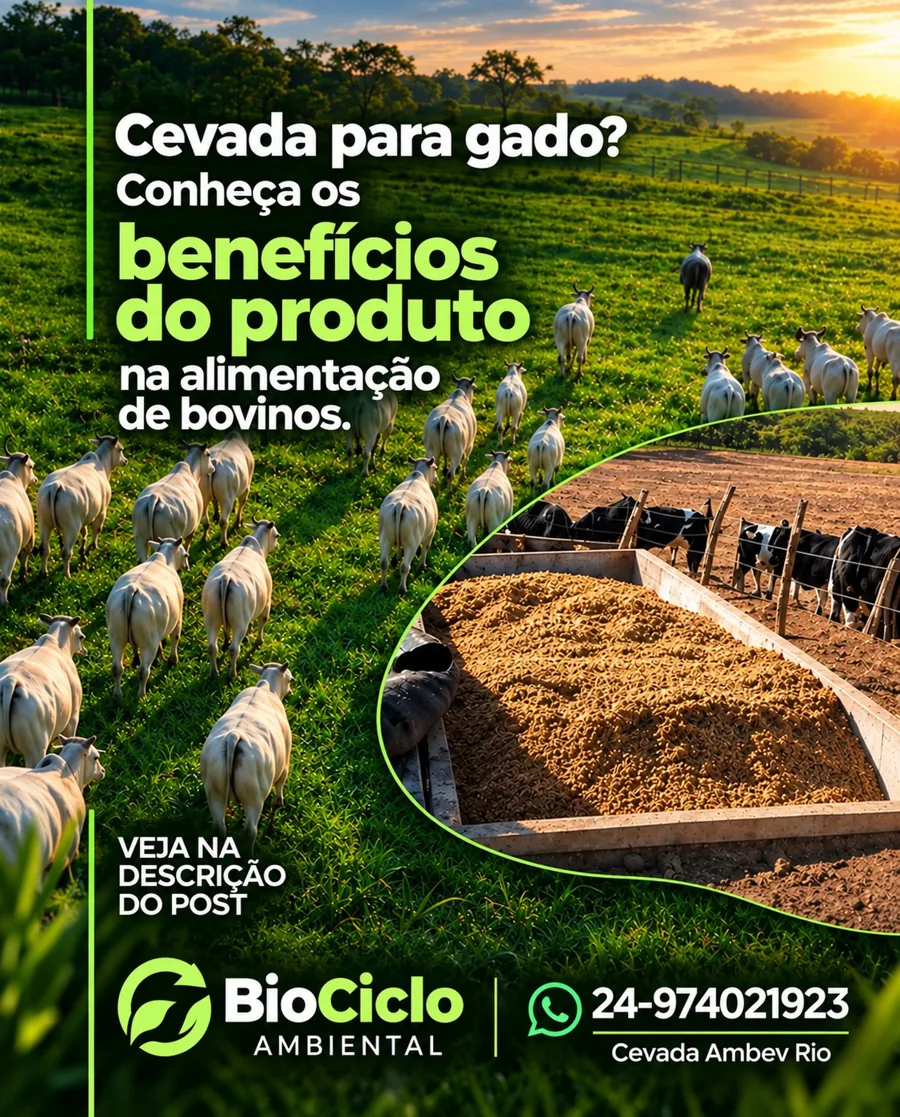 Cevada para gado?
Conheça os
benefícios
do produto
na alimentação
de bovinos.
VEJA NA
DESCRIÇÃO
DO POST
BioCiclo
AMBIENTAL
24-974021923
Cevada Ambev Rio